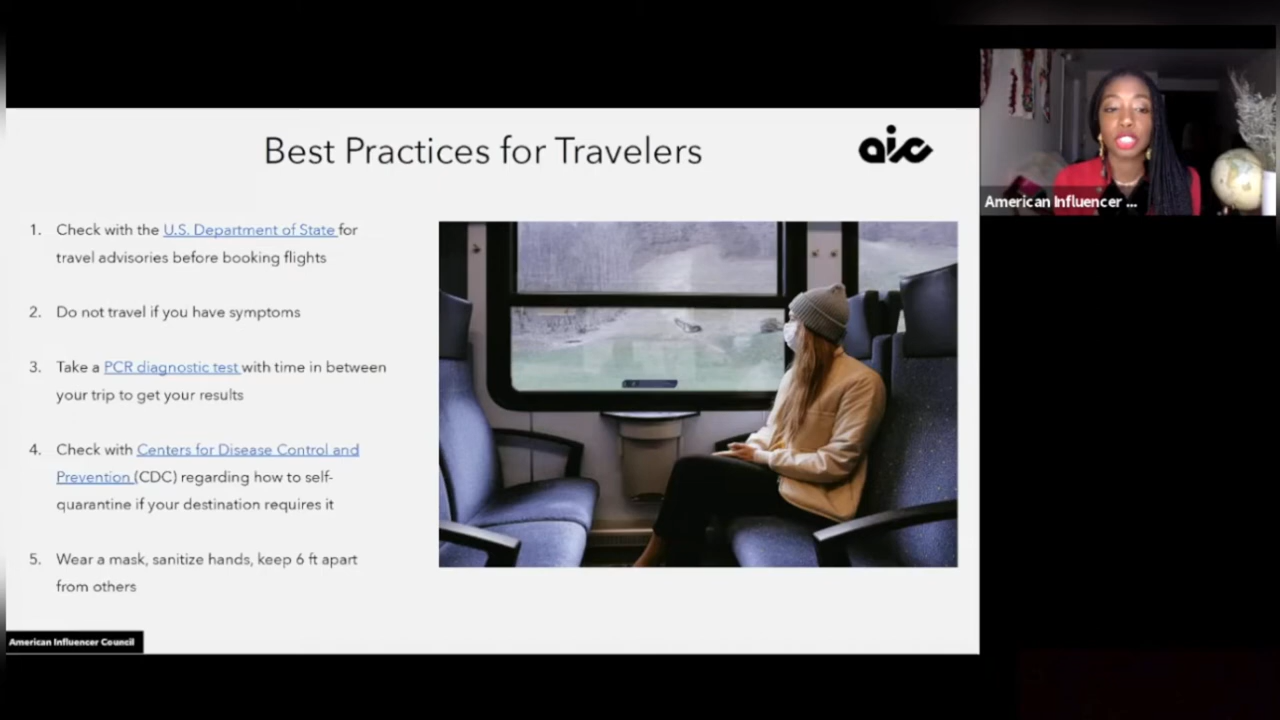 Best Practices for Travelers
aic
American Influencer ...
1. Check with the U.S. Department of State for
travel advisories before booking flights
2. Do not travel if you have symptoms
3. Take a PCR diagnostic test with time in between
your trip to get your results
4. Check with Centers for Disease Control and
Prevention (CDC) regarding how to self-
quarantine if your destination requires it
5. Wear a mask, sanitize hands, keep 6 ft apart
from others
American Influencer Council